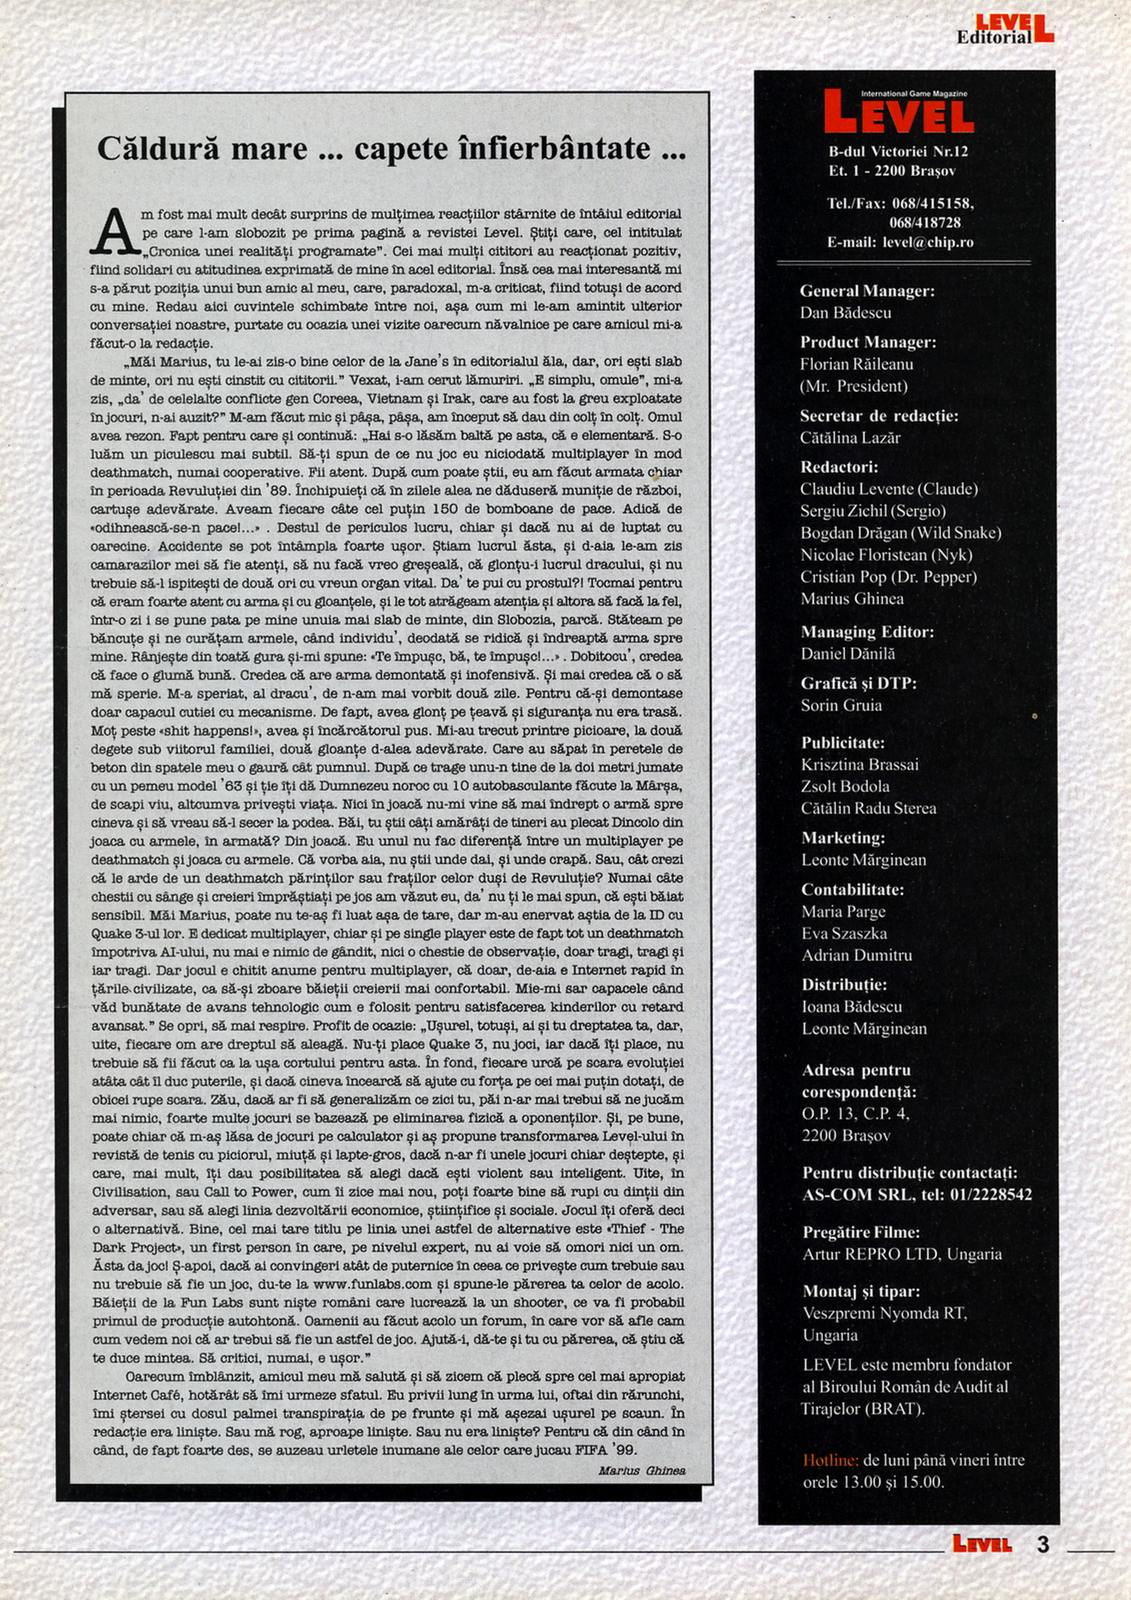 LEVEL
Editorial
Căldură mare ... capete înfierbântate ...
Am fost mai mult decât surprins de mulțimea reacțiilor stârnite de întâiul editorial
pe care l-am slobozit pe prima pagină a revistei Level. Știți care, cel intitulat
„Cronica unei realități programate”. Cei mai mulți cititori au reacționat pozitiv,
fiind solidari cu atitudinea exprimată de mine în acel editorial. Însă cea mai interesantă mi
s-a părut poziția unui bun amic al meu, care, paradoxal, m-a criticat, fiind totuși de acord
cu mine. Redau aici cuvintele schimbate între noi, așa cum mi le-am amintit ulterior
conversației noastre, purtate cu ocazia unei vizite oarecum năvalnice pe care amicul mi-a
făcut-o la redacție.
„Măi Marius, tu le-ai zis-o bine celor de la Jane's în editorialul ăla, dar, ori ești slab
de minte, ori nu ești cinstit cu cititorii.” Vexat, i-am cerut lămuriri. „E simplu, omule”, mi-a
zis, „da' de celelalte conflicte gen Coreea, Vietnam și Irak, care au fost la greu exploatate
în jocuri, n-ai auzit?” M-am făcut mic și pâșa, pâșa, am început să dau din colț în colț. Omul
avea rezon. Fapt pentru care și continuă: „Hai s-o lăsăm baltă pe asta, că e elementară. S-o
luăm un piculescu mai subtil. Să-ți spun de ce nu joc eu niciodată multiplayer în mod
deathmatch, numai cooperative. Fii atent. După cum poate știi, eu am făcut armata chiar
în perioada Revuluției din '89. Închipuieți că în zilele alea ne dăduseră muniție de război,
cartușe adevărate. Aveam fiecare câte cel puțin 150 de bomboane de pace. Adică de
«odihnească-se-n pace!...» . Destul de periculos lucru, chiar și dacă nu ai de luptat cu
oarecine. Accidente se pot întâmpla foarte ușor. Știam lucrul ăsta, și d-aia le-am zis
camarazilor mei să fie atenți, să nu facă vreo greșeală, că glonțu-i lucrul dracului, și nu
trebuie să-l ispitești de două ori cu vreun organ vital. Da' te pui cu prostul?! Tocmai pentru
că eram foarte atent cu arma și cu gloanțele, și le tot atrăgeam atenția și altora să facă la fel,
într-o zi i se pune pata pe mine unuia mai slab de minte, din Slobozia, parcă. Stăteam pe
băncuțe și ne curățam armele, când individu', deodată se ridică și îndreaptă arma spre
mine. Rânjește din toată gura și-mi spune: «Te împușc, bă, te împușc!...» . Dobitocu', credea
că face o glumă bună. Credea că are arma demontată și inofensivă. Și mai credea că o să
mă sperie. M-a speriat, al dracu', de n-am mai vorbit două zile. Pentru că-și demontase
doar capacul cutiei cu mecanisme. De fapt, avea glonț pe țeavă și siguranța nu era trasă.
Moț peste «shit happens!», avea și încărcătorul pus. Mi-au trecut printre picioare, la două
degete sub viitorul familiei, două gloanțe d-alea adevărate. Care au săpat în peretele de
beton din spatele meu o gaură cât pumnul. După ce trage unu-n tine de la doi metri jumate
cu un pemeu model '63 și ție îți dă Dumnezeu noroc cu 10 autobasculante făcute la Mârșa,
de scapi viu, altcumva privești viața. Nici în joacă nu-mi vine să mai îndrept o armă spre
cineva și să vreau să-l secer la podea. Băi, tu știi câți amărâți de tineri au plecat Dincolo din
joaca cu armele, în armată? Din joacă. Eu unul nu fac diferență între un multiplayer pe
deathmatch și joaca cu armele. Că vorba aia, nu știi unde dai, și unde crapă. Sau, cât crezi
că le arde de un deathmatch părinților sau fraților celor duși de Revuluție? Numai câte
chestii cu sânge și creieri împrăștiați pe jos am văzut eu, da' nu ți le mai spun, că ești băiat
sensibil. Măi Marius, poate nu te-aș fi luat așa de tare, dar m-au enervat aștia de la ID cu
Quake 3-ul lor. E dedicat multiplayer, chiar și pe single player este de fapt tot un deathmatch
împotriva AI-ului, nu mai e nimic de gândit, nici o chestie de observație, doar tragi, tragi și
iar tragi. Dar jocul e chitit anume pentru multiplayer, că doar, de-aia e Internet rapid în
țările civilizate, ca să-și zboare băieții creierii mai confortabil. Mie-mi sar capacele când
văd bunătate de avans tehnologic cum e folosit pentru satisfacerea kinderilor cu retard
avansat.” Se opri, să mai respire. Profit de ocazie: „Ușurel, totuși, ai și tu dreptatea ta, dar,
uite, fiecare om are dreptul să aleagă. Nu-ți place Quake 3, nu joci, iar dacă îți place, nu
trebuie să fii făcut ca la ușa cortului pentru asta. În fond, fiecare urcă pe scara evoluției
atâta cât îl duc puterile, și dacă cineva încearcă să ajute cu forța pe cei mai puțin dotați, de
obicei rupe scara. Zău, dacă ar fi să generalizăm ce zici tu, păi n-ar mai trebui să ne jucăm
mai nimic, foarte multe jocuri se bazează pe eliminarea fizică a oponenților. Și, pe bune,
poate chiar că m-aș lăsa de jocuri pe calculator și aș propune transformarea Level-ului în
revistă de tenis cu piciorul, miuță și lapte-gros, dacă n-ar fi unele jocuri chiar deștepte, și
care, mai mult, îți dau posibilitatea să alegi dacă ești violent sau inteligent. Uite, în
Civilisation, sau Call to Power, cum îi zice mai nou, poți foarte bine să rupi cu dinții din
adversar, sau să alegi linia dezvoltării economice, științifice și sociale. Jocul îți oferă deci
o alternativă. Bine, cel mai tare titlu pe linia unei astfel de alternative este «Thief - The
Dark Project», un first person în care, pe nivelul expert, nu ai voie să omori nici un om.
Ăsta da joc! Ș-apoi, dacă ai convingeri atât de puternice în ceea ce privește cum trebuie sau
nu trebuie să fie un joc, du-te la www.funlabs.com și spune-le părerea ta celor de acolo.
Băieții de la Fun Labs sunt niște români care lucrează la un shooter, ce va fi probabil
primul de producție autohtonă. Oamenii au făcut acolo un forum, în care vor să afle cam
cum vedem noi că ar trebui să fie un astfel de joc. Ajută-i, dă-te și tu cu părerea, că știu că
te duce mintea. Să critici, numai, e ușor.”
Oarecum îmblânzit, amicul meu mă salută și să zicem că plecă spre cel mai apropiat
Internet Café, hotărât să îmi urmeze sfatul. Eu privii lung în urma lui, oftai din rărunchi,
îmi ștersei cu dosul palmei transpirația de pe frunte și mă așezai ușurel pe scaun. În
redacție era liniște. Sau mă rog, aproape liniște. Sau nu era liniște? Pentru că din când în
când, de fapt foarte des, se auzeau urletele inumane ale celor care jucau FIFA '99.
Marius Ghinea
International Game Magazine
LEVEL
B-dul Victoriei Nr.12
Et. 1 - 2200 Brașov
Tel./Fax: 068/415158,
068/418728
E-mail: level@chip.ro
General Manager:
Dan Bădescu
Product Manager:
Florian Răileanu
(Mr. President)
Secretar de redacție:
Cătălina Lazăr
Redactori:
Claudiu Levente (Claude)
Sergiu Zichil (Sergio)
Bogdan Drăgan (Wild Snake)
Nicolae Floristean (Nyk)
Cristian Pop (Dr. Pepper)
Marius Ghinea
Managing Editor:
Daniel Dănilă
Grafică și DTP:
Sorin Gruia
Publicitate:
Krisztina Brassai
Zsolt Bodola
Cătălin Radu Sterea
Marketing:
Leonte Mărginean
Contabilitate:
Maria Parge
Eva Szaszka
Adrian Dumitru
Distribuție:
Ioana Bădescu
Leonte Mărginean
Adresa pentru
corespondență:
O.P. 13, C.P. 4,
2200 Brașov
Pentru distribuție contactați:
AS-COM SRL, tel: 01/2228542
Pregătire Filme:
Artur REPRO LTD, Ungaria
Montaj și tipar:
Veszpremi Nyomda RT,
Ungaria
LEVEL este membru fondator
al Biroului Român de Audit al
Tirajelor (BRAT).
Hotline: de luni până vineri între
orele 13.00 și 15.00.
LEVEL 3